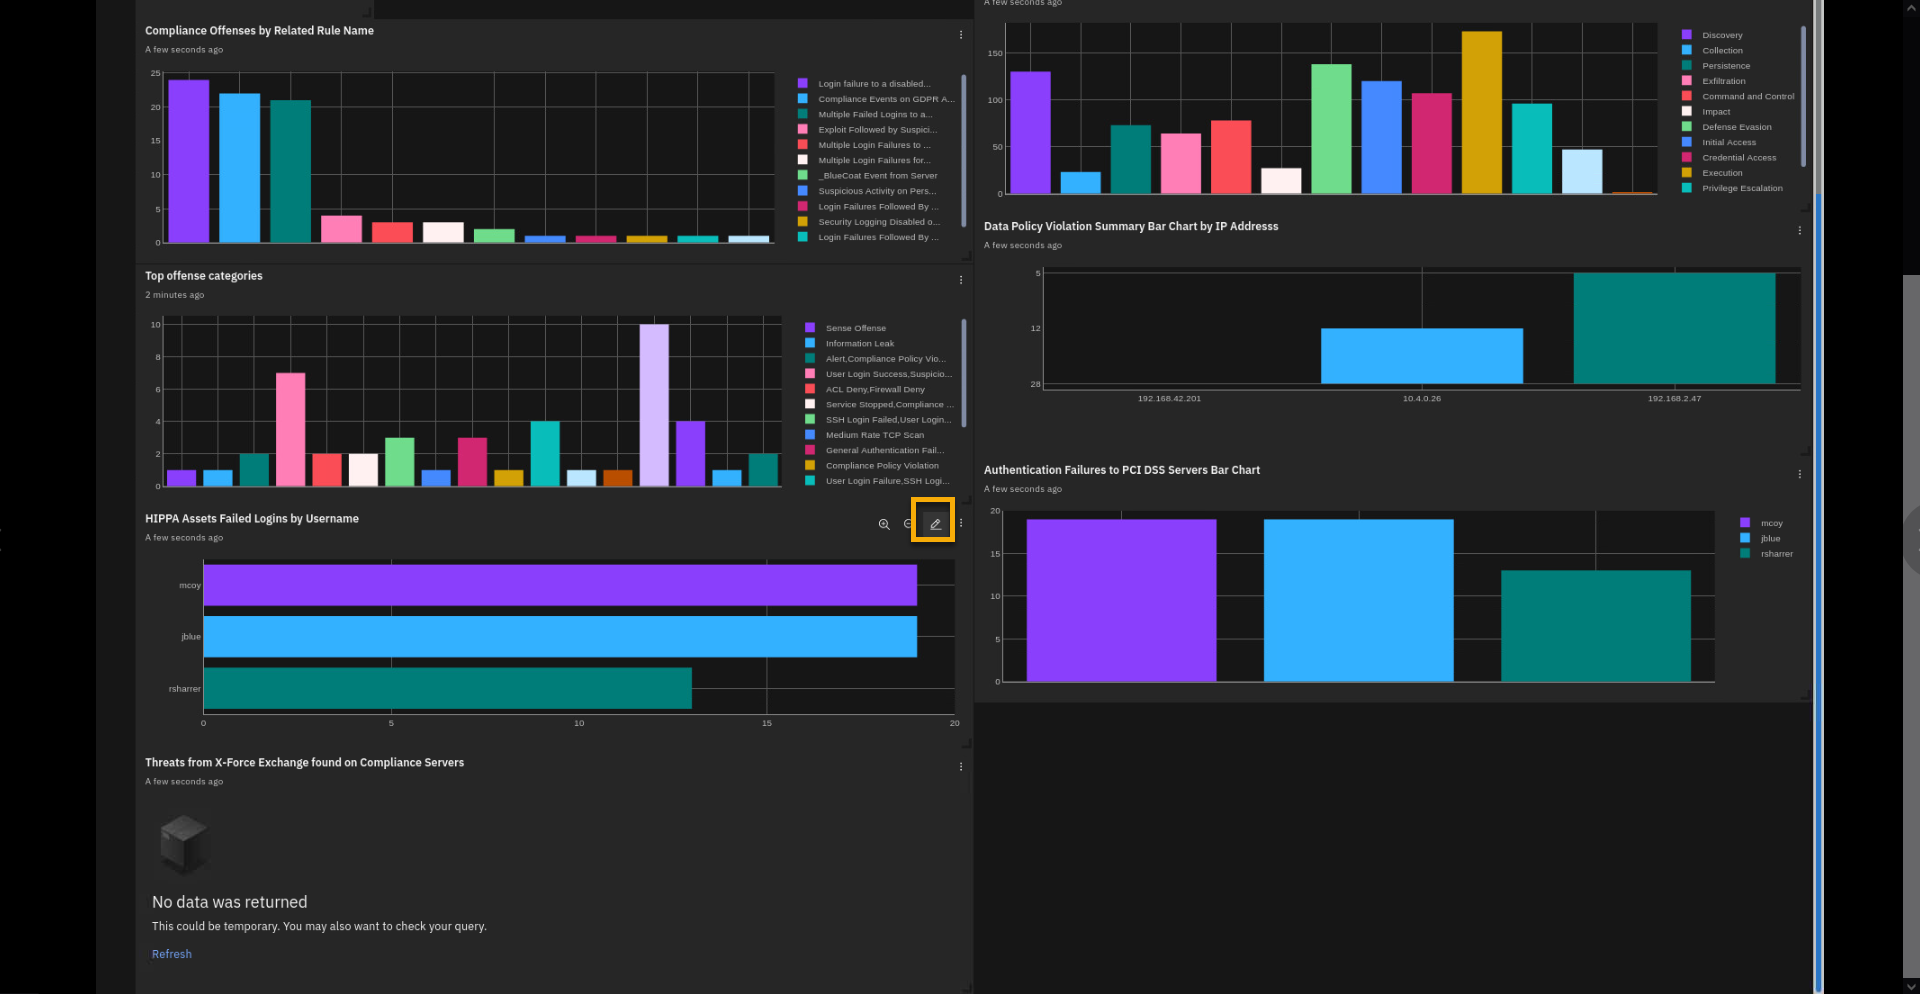 Compliance Offenses by Related Rule Name
A few seconds ago
25
20
15
10
5
0
Login failure to a disabled...
Compliance Events on GDPR A...
Multiple Failed Logins to a...
Exploit Followed by Suspici...
Multiple Login Failures to ...
Multiple Login Failures for...
_BlueCoat Event from Server
Suspicious Activity on Pers...
Login Failures Followed By ...
Security Logging Disabled o...
Login Failures Followed By ...
Top offense categories
2 minutes ago
10
8
6
4
2
0
Sense Offense
Information Leak
Alert,Compliance Policy Vio...
User Login Success,Suspicio...
ACL Deny,Firewall Deny
Service Stopped,Compliance ...
SSH Login Failed,User Login...
Medium Rate TCP Scan
General Authentication Fail...
Compliance Policy Violation
User Login Failure,SSH Logi...
HIPPA Assets Failed Logins by Username
A few seconds ago
mcoy
jblue
rsharrer
0 5 10 15 20
Threats from X-Force Exchange found on Compliance Servers
A few seconds ago
No data was returned
This could be temporary. You may also want to check your query.
Refresh
A few seconds ago
150
100
50
0
Discovery
Collection
Persistence
Exfiltration
Command and Control
Impact
Defense Evasion
Initial Access
Credential Access
Execution
Privilege Escalation
Data Policy Violation Summary Bar Chart by IP Addresss
A few seconds ago
5
12
28
192.168.42.201 10.4.0.26 192.168.2.47
Authentication Failures to PCI DSS Servers Bar Chart
A few seconds ago
20
15
10
5
0
mcoy
jblue
rsharrer